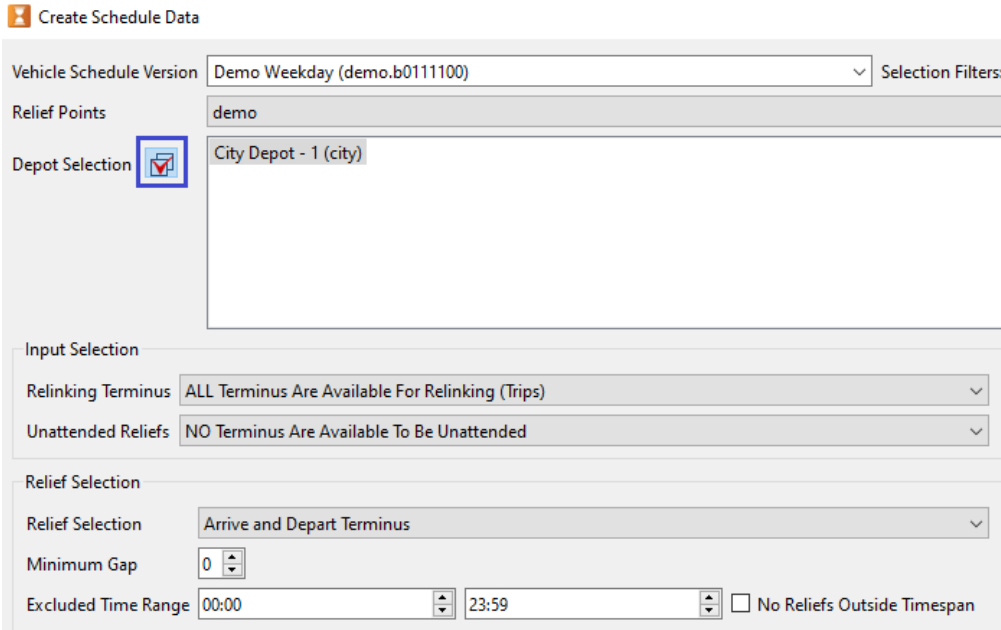 Create Schedule Data
Vehicle Schedule Version Demo Weekday (demo.b0111100) Selection Filters:
Relief Points demo
Depot Selection City Depot - 1 (city)
Input Selection
Relinking Terminus ALL Terminus Are Available For Relinking (Trips)
Unattended Reliefs NO Terminus Are Available To Be Unattended
Relief Selection
Relief Selection Arrive and Depart Terminus
Minimum Gap 0
Excluded Time Range 00:00 23:59 No Reliefs Outside Timespan